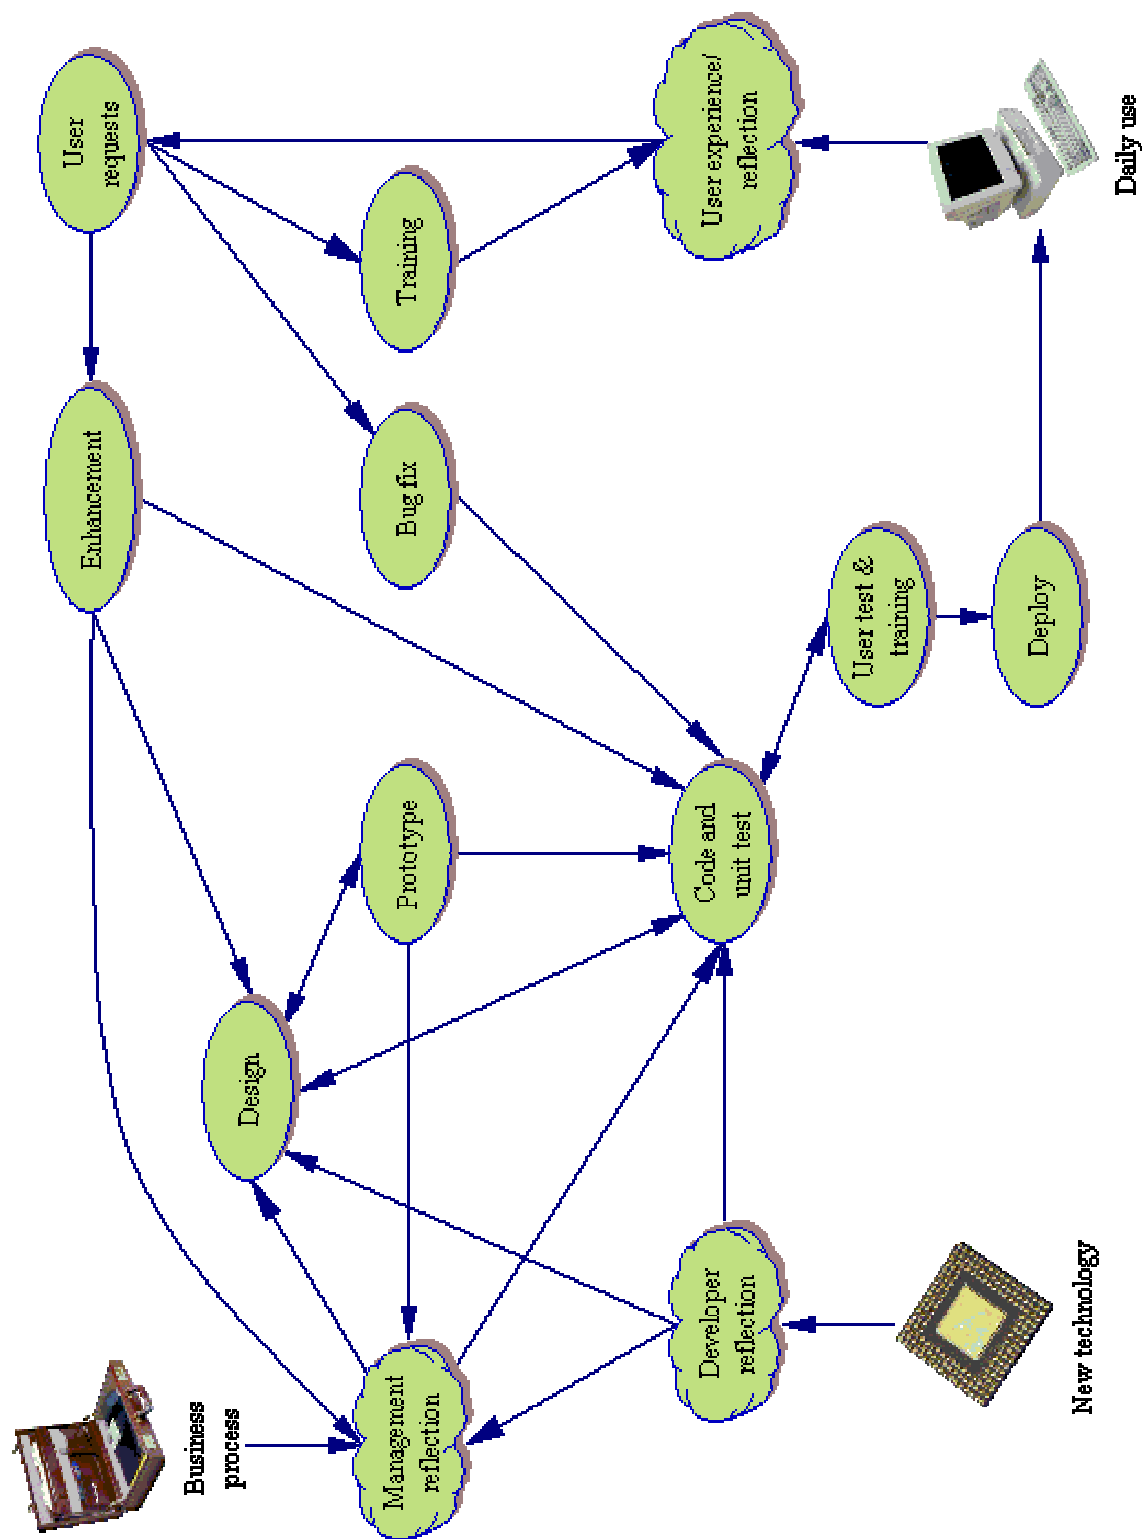 Business
process
Management
reflection
Developer
reflection
New technology
Design
Prototype
Code and
unit test
Enhancement
Bug fix
User test &
training
Deploy
User
requests
Training
User experience/
reflection
Daily use